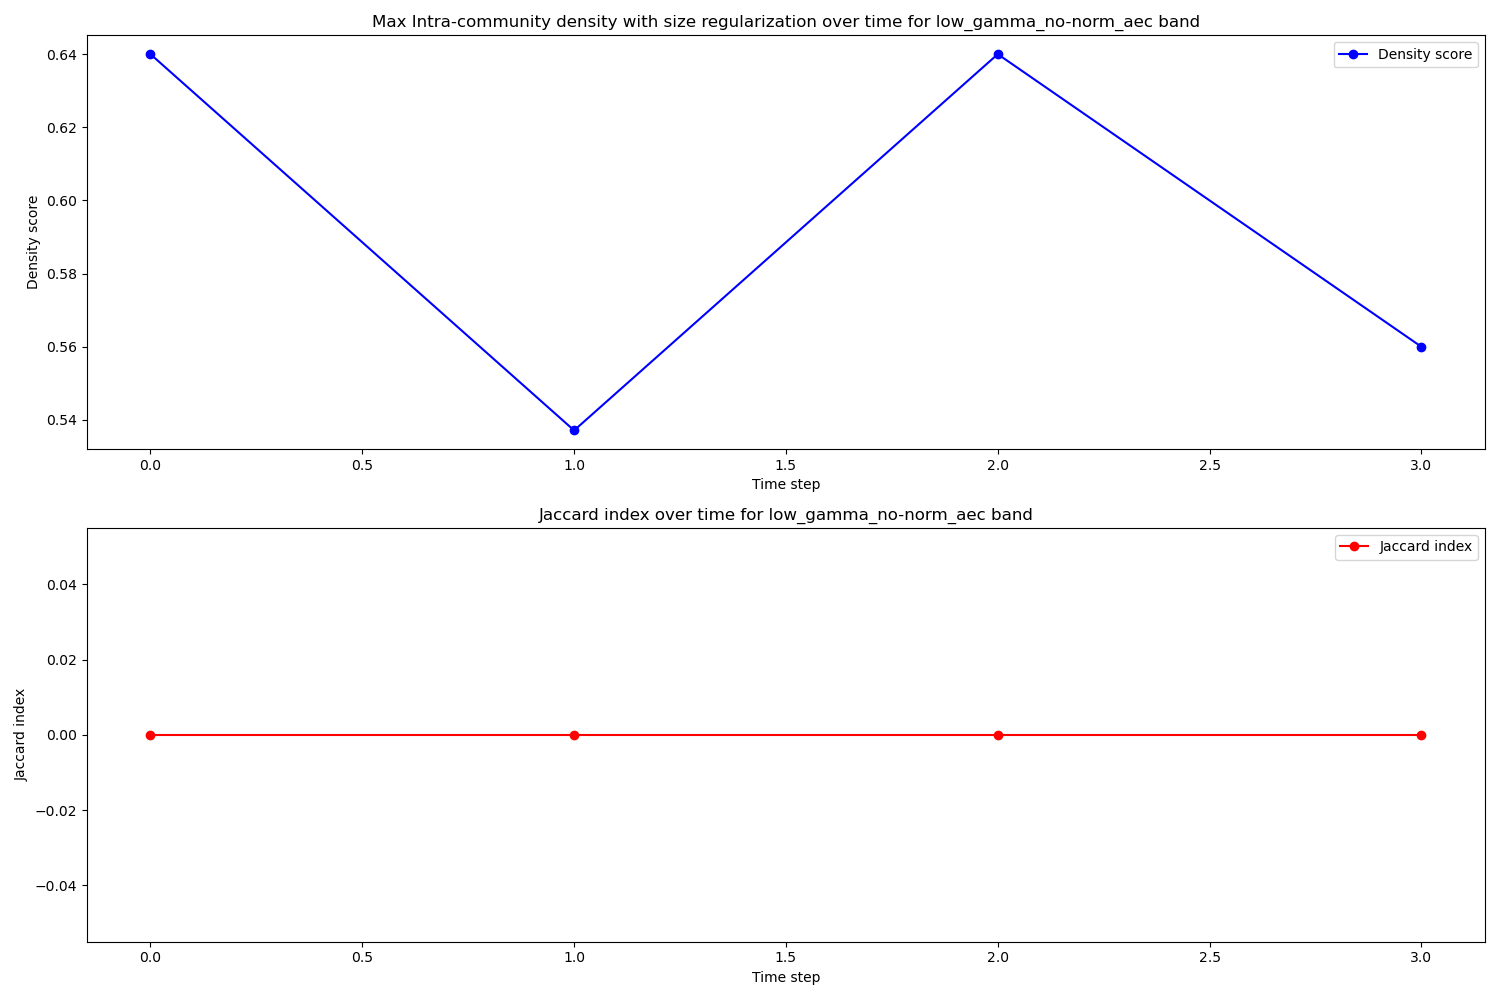 Max Intra-community density with size regularization over time for low_gamma_no-norm_aec band
Density score
0.64
0.62
0.60
0.58
0.56
0.54
Density score
0.0 0.5 1.0 1.5 2.0 2.5 3.0
Time step
Jaccard index over time for low_gamma_no-norm_aec band
Jaccard index
0.04
0.02
0.00
−0.02
−0.04
Jaccard index
0.0 0.5 1.0 1.5 2.0 2.5 3.0
Time step